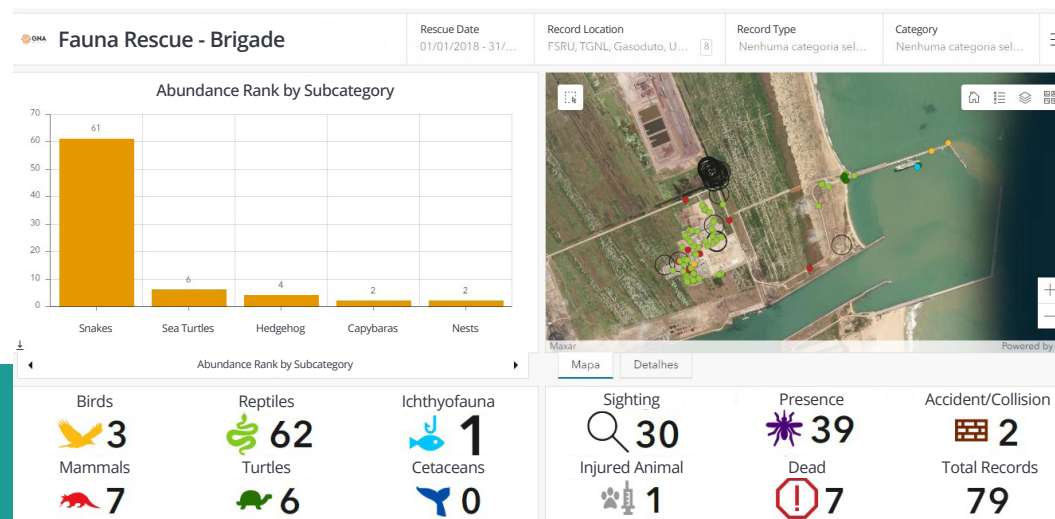 GNA
Fauna Rescue - Brigade
Rescue Date
01/01/2018 - 31/...
Record Location
FSRU, TGNL, Gasoduto, U...
8
Record Type
Nenhuma categoria sel...
Category
Nenhuma categoria sel...
Abundance Rank by Subcategory
70
60
50
40
30
20
10
0
61
6
4
2
2
Snakes
Sea Turtles
Hedgehog
Capybaras
Nests
Abundance Rank by Subcategory
Maxar
Powered by
Mapa
Detalhes
Birds
3
Reptiles
62
Ichthyofauna
1
Mammals
7
Turtles
6
Cetaceans
0
Sighting
30
Presence
39
Accident/Collision
2
Injured Animal
1
Dead
7
Total Records
79